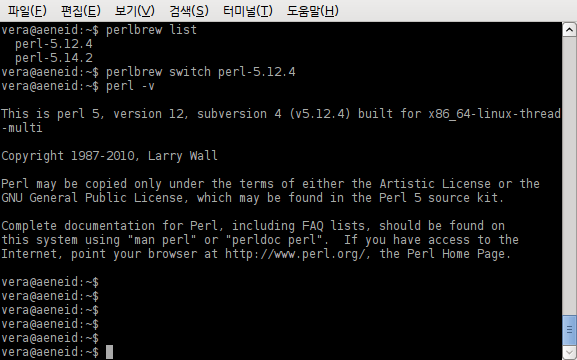 파일(F) 편집(E) 보기(V) 검색(S) 터미널(T) 도움말(H)
vera@aeneid:~$ perlbrew list
  perl-5.12.4
  perl-5.14.2
vera@aeneid:~$ perlbrew switch perl-5.12.4
vera@aeneid:~$ perl -v

This is perl 5, version 12, subversion 4 (v5.12.4) built for x86_64-linux-thread
-multi

Copyright 1987-2010, Larry Wall

Perl may be copied only under the terms of either the Artistic License or the
GNU General Public License, which may be found in the Perl 5 source kit.

Complete documentation for Perl, including FAQ lists, should be found on
this system using "man perl" or "perldoc perl".  If you have access to the
Internet, point your browser at http://www.perl.org/, the Perl Home Page.

vera@aeneid:~$
vera@aeneid:~$
vera@aeneid:~$
vera@aeneid:~$
vera@aeneid:~$
vera@aeneid:~$